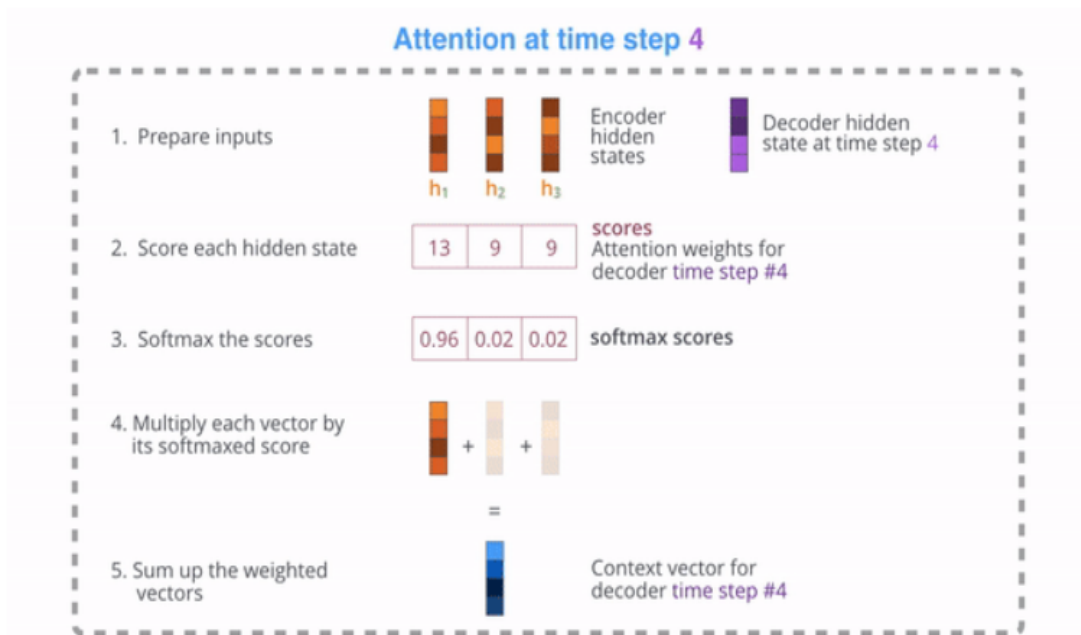 Attention at time step 4
1. Prepare inputs
h₁ h₂ h₃
Encoder
hidden
states
Decoder hidden
state at time step 4
2. Score each hidden state
13 9 9
scores
Attention weights for
decoder time step #4
3. Softmax the scores
0.96 0.02 0.02
softmax scores
4. Multiply each vector by
its softmaxed score
+ +
=
5. Sum up the weighted
vectors
Context vector for
decoder time step #4